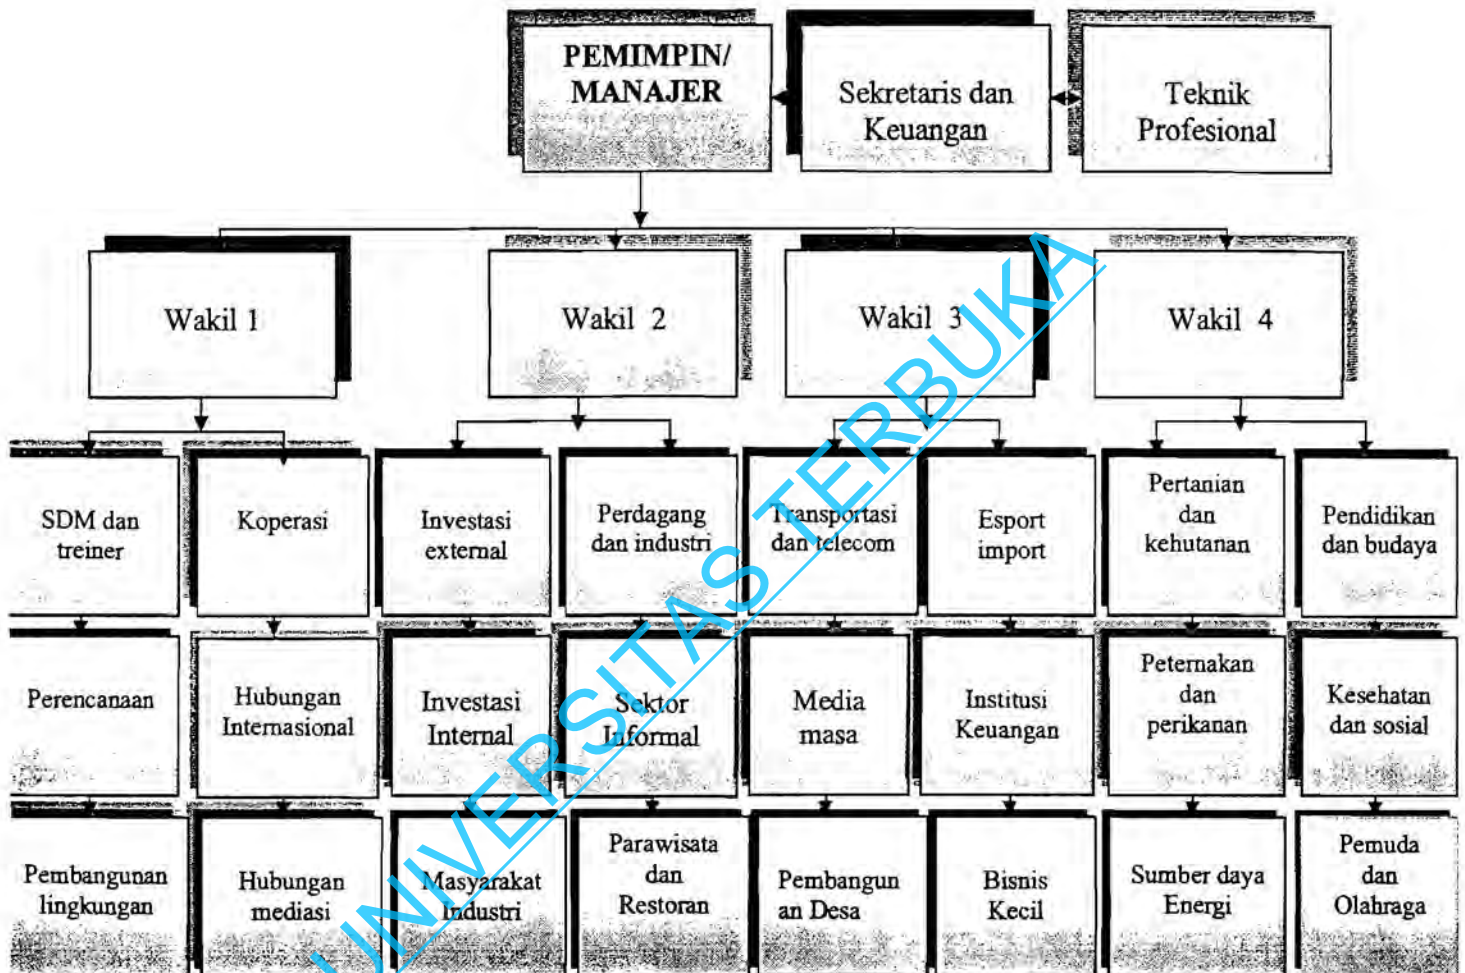 PEMIMPIN/
MANAJER
Sekretaris dan
Keuangan
Teknik
Profesional
Wakil 1
Wakil 2
Wakil 3
Wakil 4
SDM dan
treiner
Koperasi
Investasi
external
Perdagang
dan industri
Transportasi
dan telecom
Esport
import
Pertanian
dan
kehutanan
Pendidikan
dan budaya
Perencanaan
Hubungan
Internasional
Investasi
Internal
Sektor
Informal
Media
masa
Institusi
Keuangan
Peternakan
dan
perikanan
Kesehatan
dan sosial
Pembangunan
lingkungan
Hubungan
mediasi
Masyarakat
industri
Parawisata
dan
Restoran
Pembangun
an Desa
Bisnis
Kecil
Sumber daya
Energi
Pemuda
dan
Olahraga
UNIVERSITAS TERBUKA